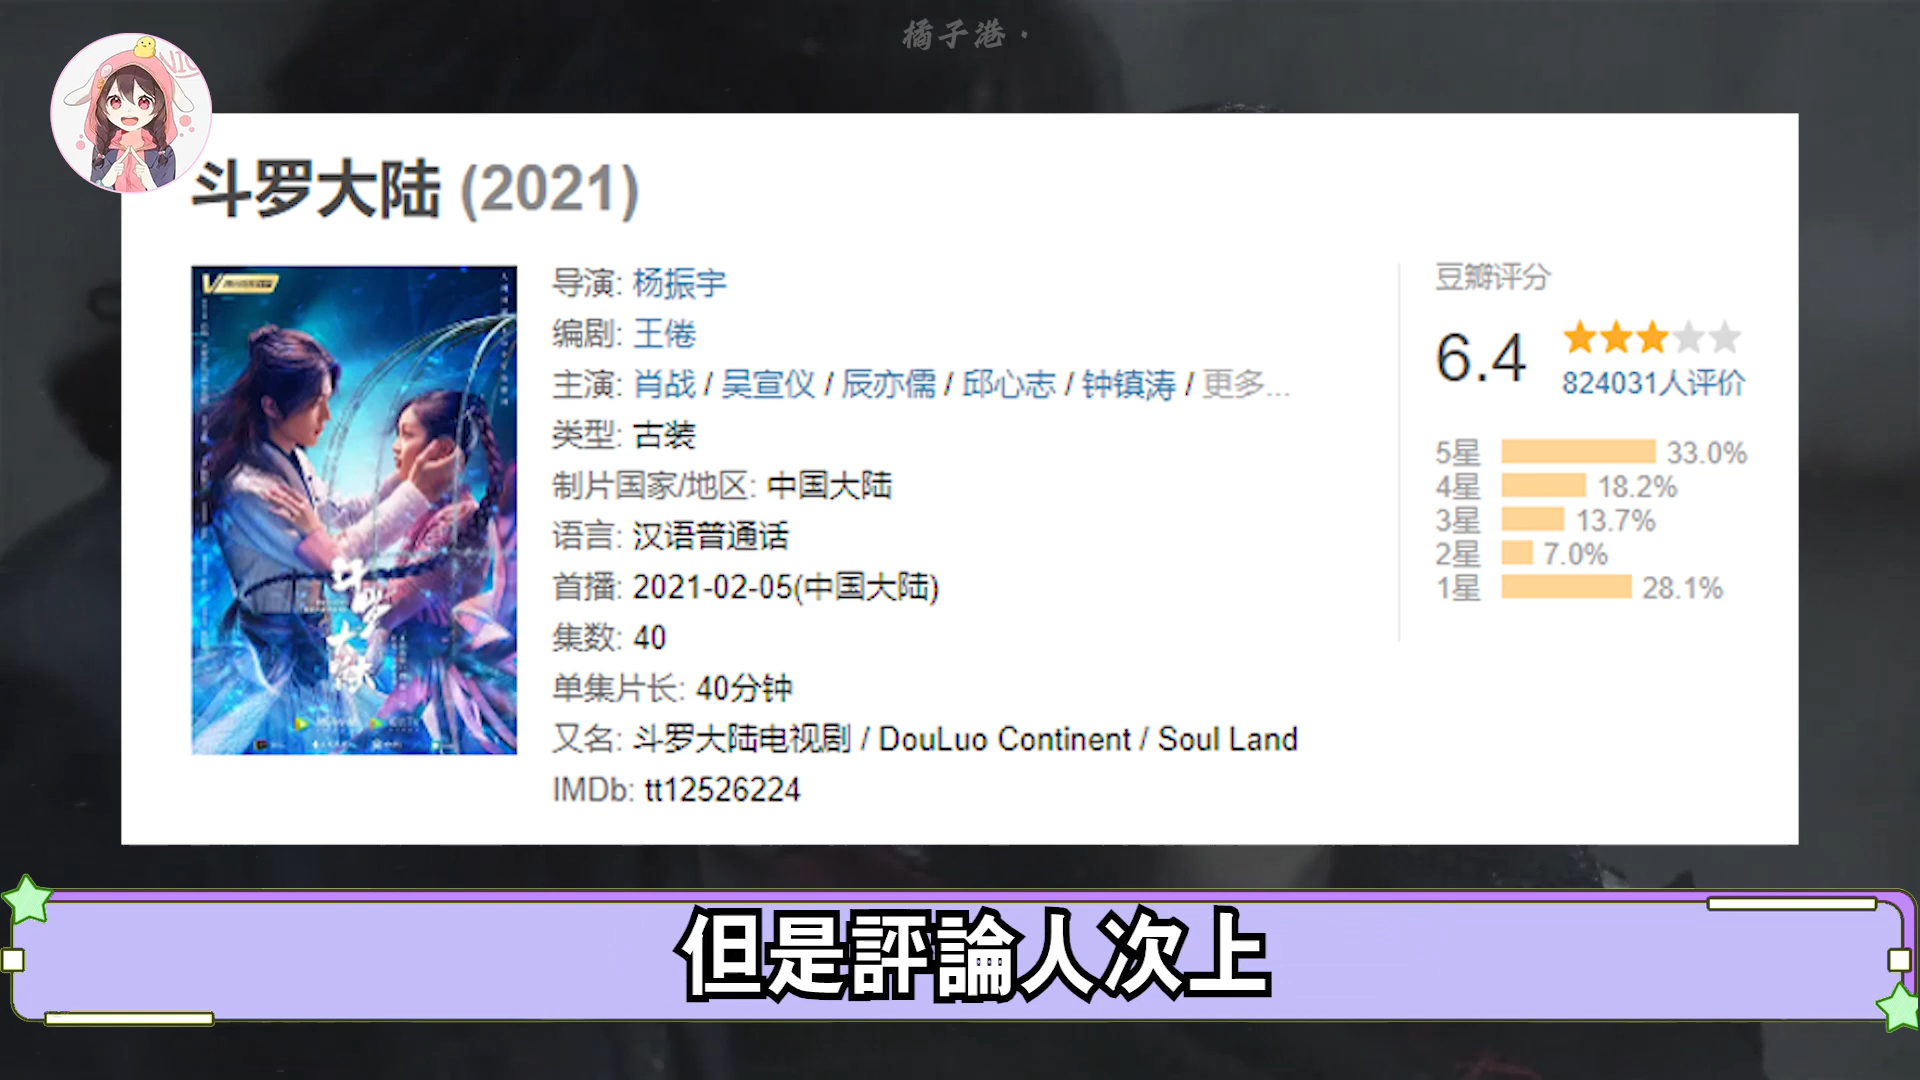 橘子港·
斗罗大陆 (2021)
导演: 杨振宇
编剧: 王倦
主演: 肖战 / 吴宣仪 / 辰亦儒 / 邱心志 / 钟镇涛 / 更多...
类型: 古装
制片国家/地区: 中国大陆
语言: 汉语普通话
首播: 2021-02-05(中国大陆)
集数: 40
单集片长: 40分钟
又名: 斗罗大陆电视剧 / DouLuo Continent / Soul Land
IMDb: tt12526224
豆瓣评分
6.4
824031人评价
5星 33.0%
4星 18.2%
3星 13.7%
2星 7.0%
1星 28.1%
斗罗大陆
但是評論人次上